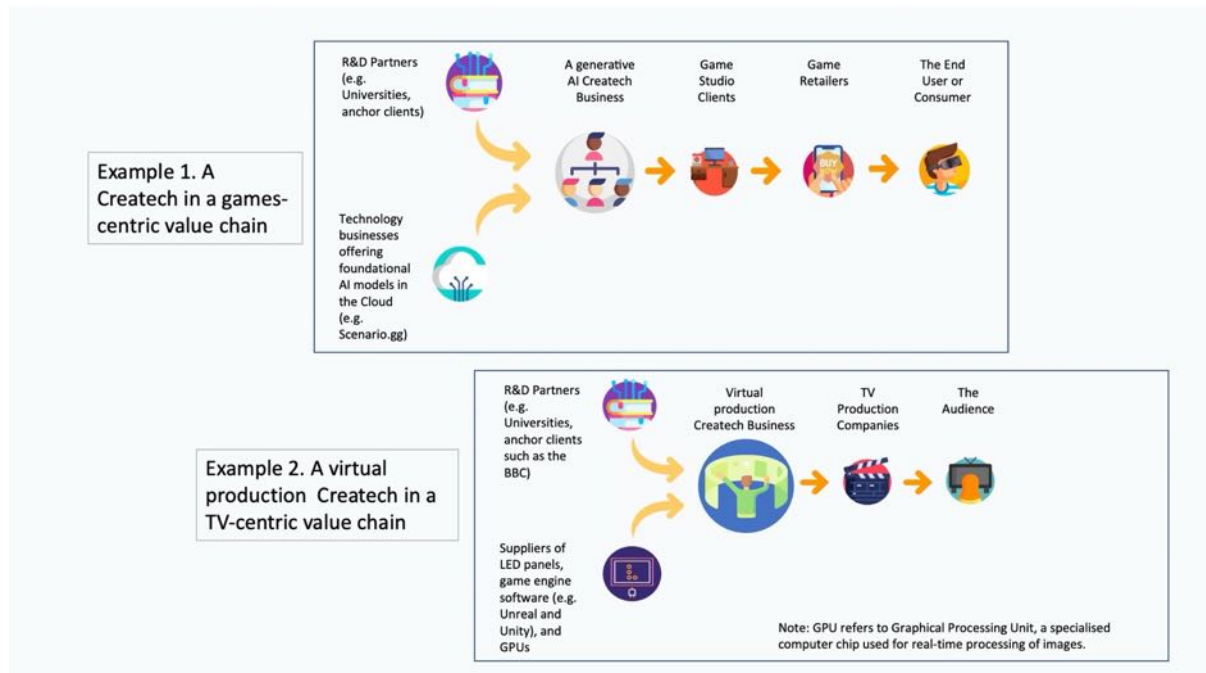 Example 1. A
Createch in a games-
centric value chain
R&D Partners
(e.g.
Universities,
anchor clients)
Technology
businesses
offering
foundational
AI models in
the Cloud
(e.g.
Scenario.gg)
A generative
AI Createch
Business
Game
Studio
Clients
Game
Retailers
BUY
The End
User or
Consumer
Example 2. A virtual
production  Createch in a
TV-centric value chain
R&D Partners
(e.g.
Universities,
anchor clients
such as the
BBC)
Suppliers of
LED panels,
game engine
software (e.g.
Unreal and
Unity), and
GPUs
Virtual
production
Createch Business
TV
Production
Companies
The
Audience
Note: GPU refers to Graphical Processing Unit, a specialised
computer chip used for real-time processing of images.